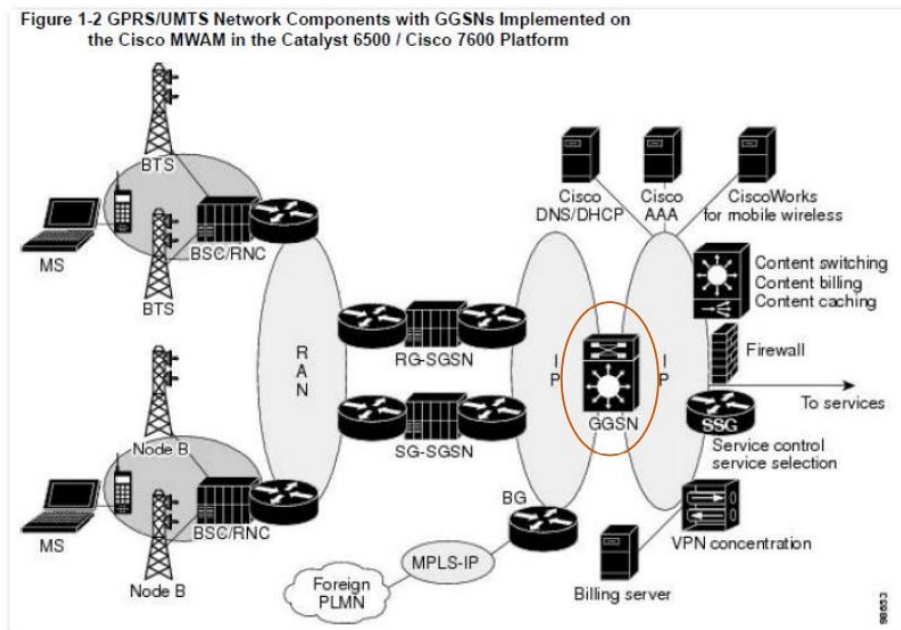 Figure 1-2 GPRS/UMTS Network Components with GGSNs Implemented on
the Cisco MWAM in the Catalyst 6500 / Cisco 7600 Platform
BTS
MS
BSC/RNC
BTS
Cisco
DNS/DHCP
Cisco
AAA
CiscoWorks
for mobile wireless
Content switching
Content billing
Content caching
RAN
RG-SGSN
IP
GGSN
IP
Firewall
To services
SSG
Service control
service selection
SG-SGSN
Node B
MS
BSC/RNC
Node B
BG
MPLS-IP
Foreign
PLMN
VPN concentration
Billing server
98653